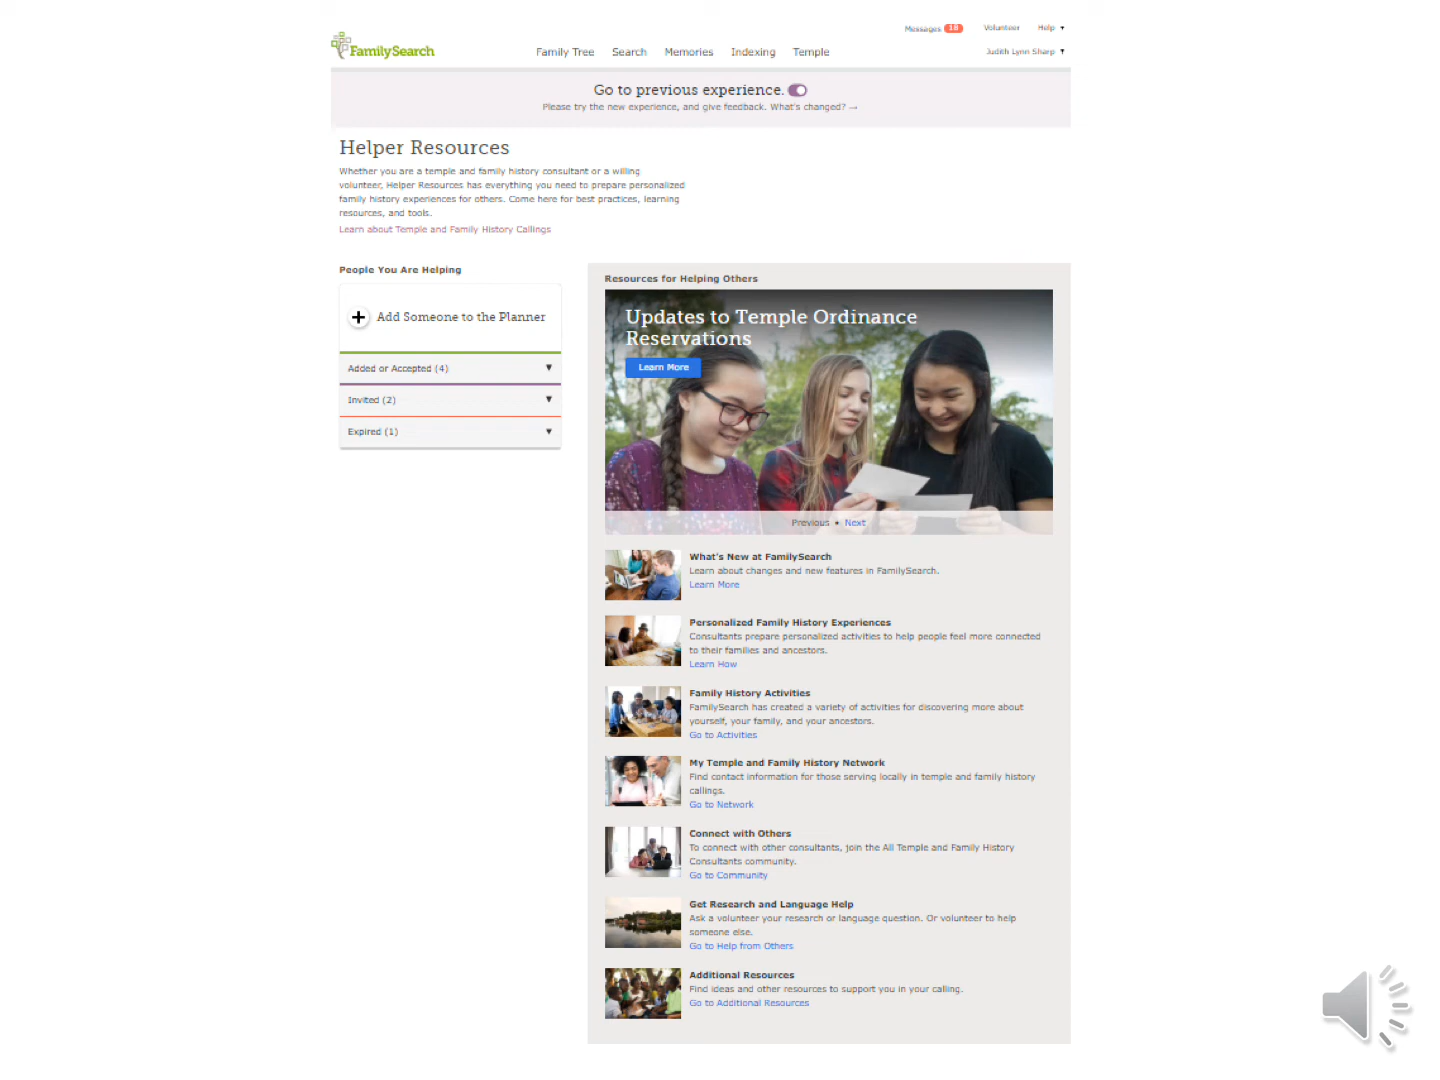 Messages 18 Volunteer Help
FamilySearch Family Tree Search Memories Indexing Temple Judith Lynn Sharp
Go to previous experience.
Please try the new experience, and give feedback. What's changed? →
Helper Resources
Whether you are a temple and family history consultant or a willing
volunteer, Helper Resources has everything you need to prepare personalized
family history experiences for others. Come here for best practices, learning
resources, and tools.
Learn about Temple and Family History Callings
People You Are Helping
Add Someone to the Planner
Added or Accepted (4)
Invited (2)
Expired (1)
Resources for Helping Others
Updates to Temple Ordinance
Reservations
Learn More
Previous • Next
What's New at FamilySearch
Learn about changes and new features in FamilySearch.
Learn More
Personalized Family History Experiences
Consultants prepare personalized activities to help people feel more connected
to their families and ancestors.
Learn How
Family History Activities
FamilySearch has created a variety of activities for discovering more about
yourself, your family, and your ancestors.
Go to Activities
My Temple and Family History Network
Find contact information for those serving locally in temple and family history
callings.
Go to Network
Connect with Others
To connect with other consultants, join the All Temple and Family History
Consultants community.
Go to Community
Get Research and Language Help
Ask a volunteer your research or language question. Or volunteer to help
someone else.
Go to Help from Others
Additional Resources
Find ideas and other resources to support you in your calling.
Go to Additional Resources